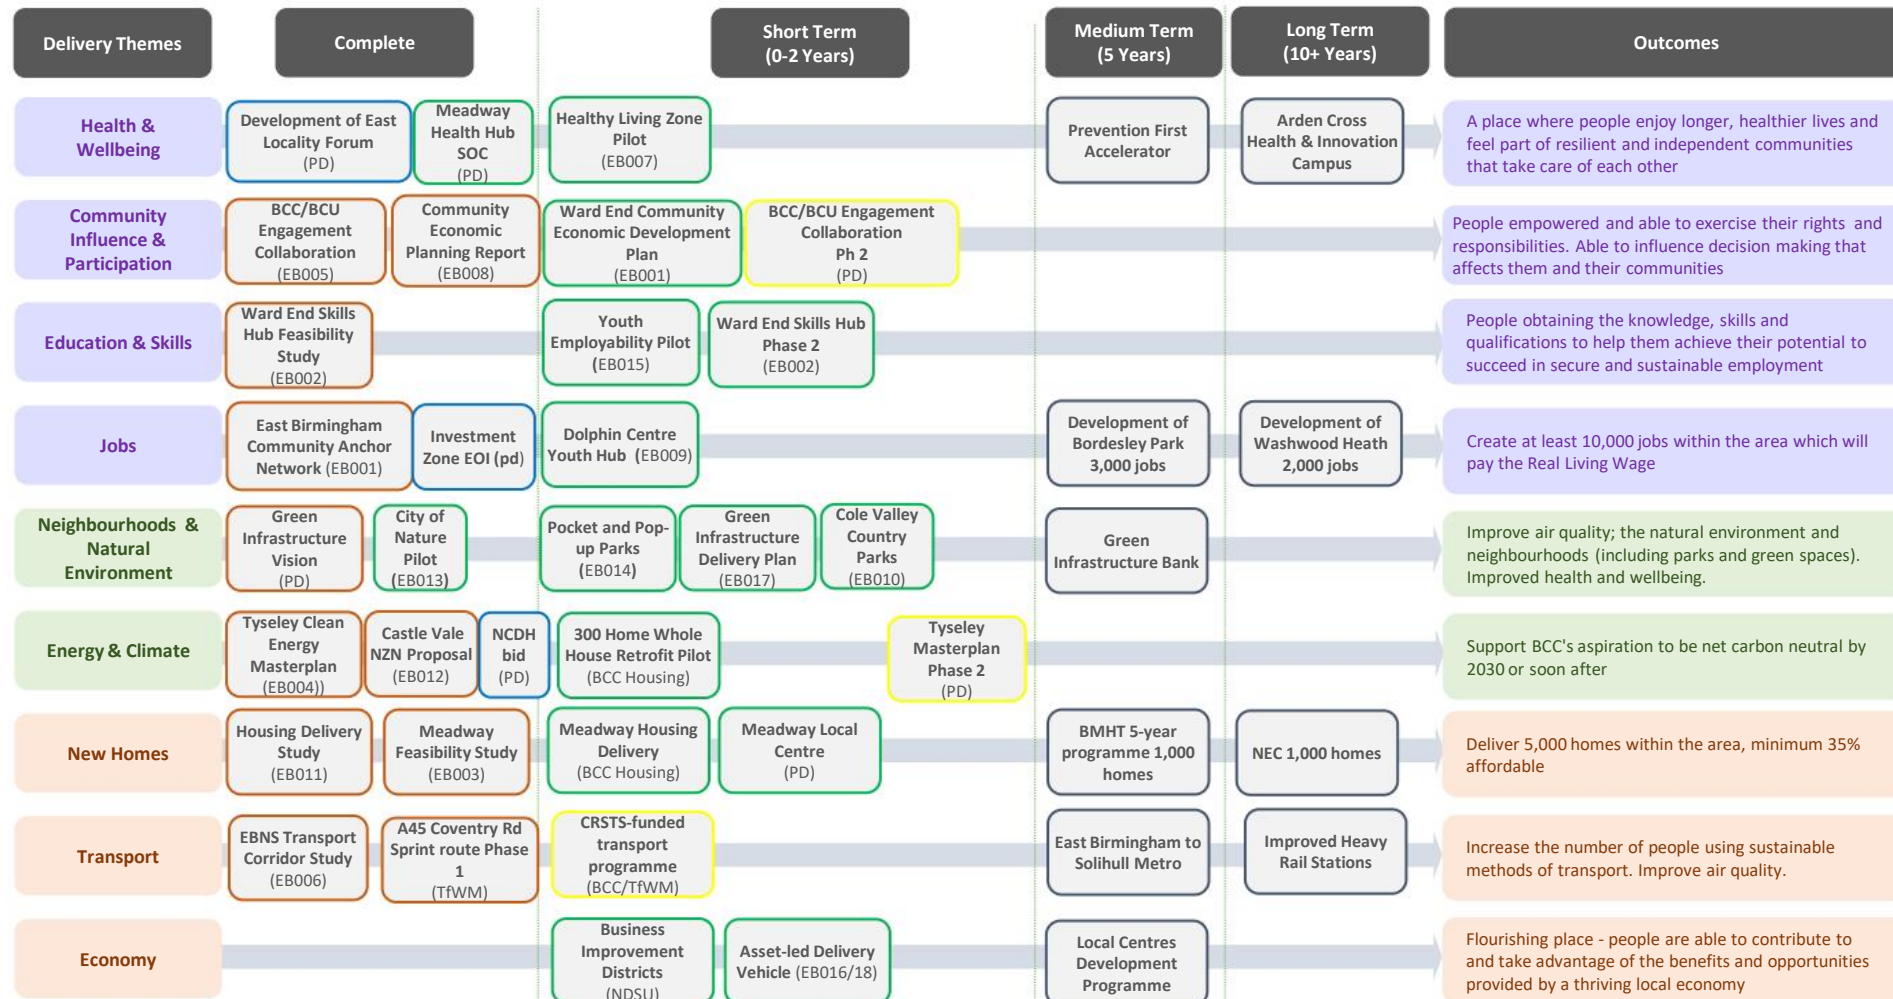 Delivery Themes
Complete
Short Term
(0-2 Years)
Medium Term
(5 Years)
Long Term
(10+ Years)
Outcomes
Health &
Wellbeing
Development of East
Locality Forum
(PD)
Meadway
Health Hub
SOC
(PD)
Healthy Living Zone
Pilot
(EB007)
Prevention First
Accelerator
Arden Cross
Health & Innovation
Campus
A place where people enjoy longer, healthier lives and
feel part of resilient and independent communities
that take care of each other
Community
Influence &
Participation
BCC/BCU
Engagement
Collaboration
(EB005)
Community
Economic
Planning Report
(EB008)
Ward End Community
Economic Development
Plan
(EB001)
BCC/BCU Engagement
Collaboration
Ph 2
(PD)
People empowered and able to exercise their rights and
responsibilities. Able to influence decision making that
affects them and their communities
Education & Skills
Ward End Skills
Hub Feasibility
Study
(EB002)
Youth
Employability Pilot
(EB015)
Ward End Skills Hub
Phase 2
(EB002)
People obtaining the knowledge, skills and
qualifications to help them achieve their potential to
succeed in secure and sustainable employment
Jobs
East Birmingham
Community Anchor
Network (EB001)
Investment
Zone EOI (pd)
Dolphin Centre
Youth Hub (EB009)
Development of
Bordesley Park
3,000 jobs
Development of
Washwood Heath
2,000 jobs
Create at least 10,000 jobs within the area which will
pay the Real Living Wage
Neighbourhoods &
Natural
Environment
Green
Infrastructure
Vision
(PD)
City of
Nature
Pilot
(EB013)
Pocket and Pop-
up Parks
(EB014)
Green
Infrastructure
Delivery Plan
(EB017)
Cole Valley
Country
Parks
(EB010)
Green
Infrastructure Bank
Improve air quality; the natural environment and
neighbourhoods (including parks and green spaces).
Improved health and wellbeing.
Energy & Climate
Tyseley Clean
Energy
Masterplan
(EB004))
Castle Vale
NZN Proposal
(EB012)
NCDH
bid
(PD)
300 Home Whole
House Retrofit Pilot
(BCC Housing)
Tyseley
Masterplan
Phase 2
(PD)
Support BCC's aspiration to be net carbon neutral by
2030 or soon after
New Homes
Housing Delivery
Study
(EB011)
Meadway
Feasibility Study
(EB003)
Meadway Housing
Delivery
(BCC Housing)
Meadway Local
Centre
(PD)
BMHT 5-year
programme 1,000
homes
NEC 1,000 homes
Deliver 5,000 homes within the area, minimum 35%
affordable
Transport
EBNS Transport
Corridor Study
(EB006)
A45 Coventry Rd
Sprint route Phase
1
(TfWM)
CRSTS-funded
transport
programme
(BCC/TfWM)
East Birmingham to
Solihull Metro
Improved Heavy
Rail Stations
Increase the number of people using sustainable
methods of transport. Improve air quality.
Economy
Business
Improvement
Districts
(NDSU)
Asset-led Delivery
Vehicle (EB016/18)
Local Centres
Development
Programme
Flourishing place - people are able to contribute to
and take advantage of the benefits and opportunities
provided by a thriving local economy